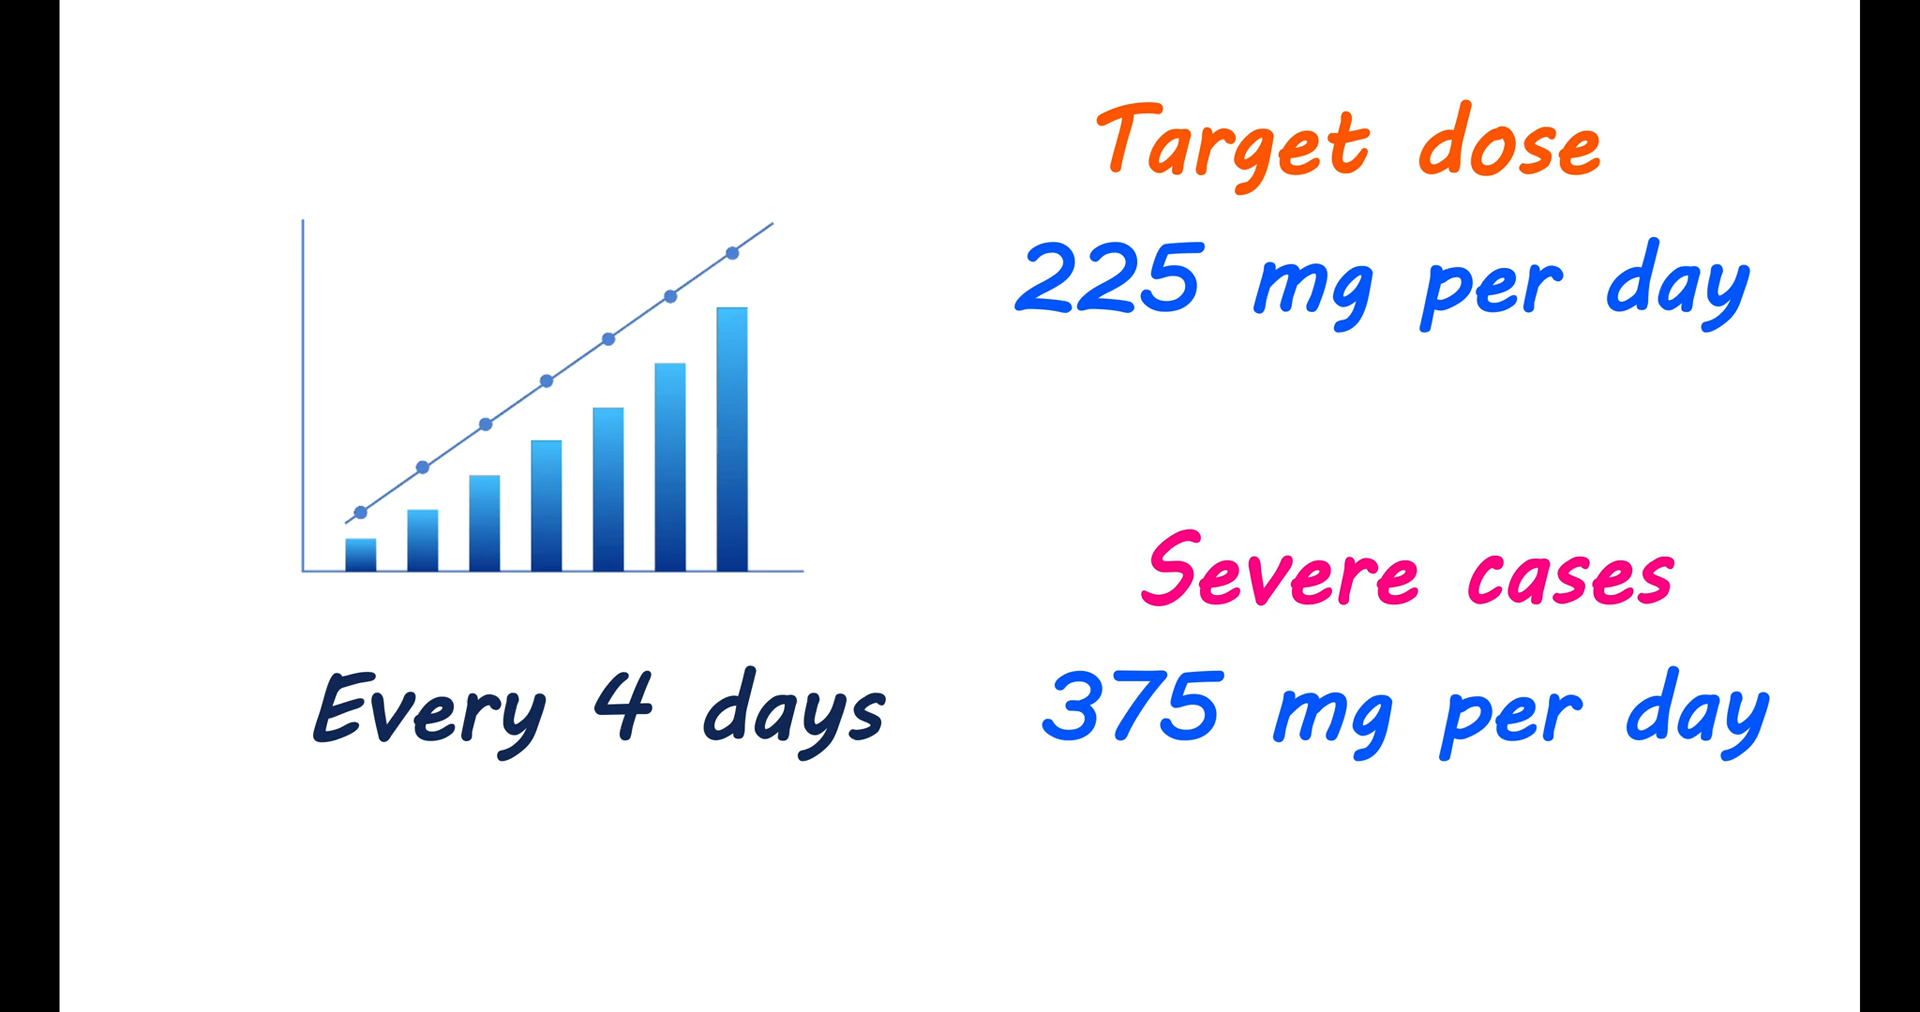 Target dose
225 mg per day
Severe cases
375 mg per day
Every 4 days